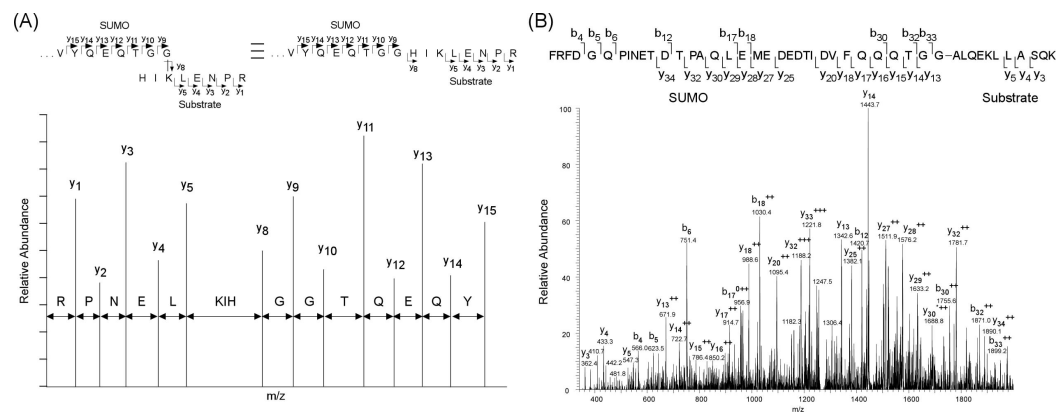 (A)
SUMO
y15 y14 y13 y12 y11 y10 y9
. . . V Y Q E Q T G G
y8
H I K L E N P R
y5 y4 y3 y2 y1
Substrate
SUMO
y15 y14 y13 y12 y11 y10 y9
. . . V Y Q E Q T G G H I K L E N P R
y8 y5 y4 y3 y2 y1
Substrate
Relative Abundance
y1
y2
y3
y4
y5
y8
y9
y10
y11
y12
y13
y14
y15
R P N E L KIH G G T Q E Q Y
m/z
(B)
b4 b5 b6 b12 b17 b18 b30 b32 b33
FRFDGQPINETDTPAQLEMEDEDTIDVFQQQTGG-ALQEKLLASQK
y34 y32 y30 y29 y28 y27 y25 y20 y18 y17 y16 y15 y14 y13 y5 y4 y3
SUMO
Substrate
Relative Abundance
100
80
60
40
20
0
y3
362.4
410.7
y4
433.3
442.2
481.8
y5
547.3
b4
566.0
b5
623.5
y13 ++
671.9
y14 ++
722.7
b6
751.4
y15 ++
786.4
y16 ++
850.2
y17 ++
914.7
b17 0++
956.9
y18 ++
988.6
b18 ++
1030.4
y20 ++
1095.4
1182.3
y32 +++
1188.2
y33 +++
1221.8
1247.5
1306.4
y13
1342.6
y25 ++
1382.1
b12
1420.7
y14
1443.7
y27 ++
1511.9
y28 ++
1576.2
y29 ++
1633.2
y30 ++
1688.8
b30 ++
1755.6
y32 ++
1781.7
b32 ++
1871.0
y34 ++
1890.1
b33 ++
1899.2
400 600 800 1000 1200 1400 1600 1800
m/z